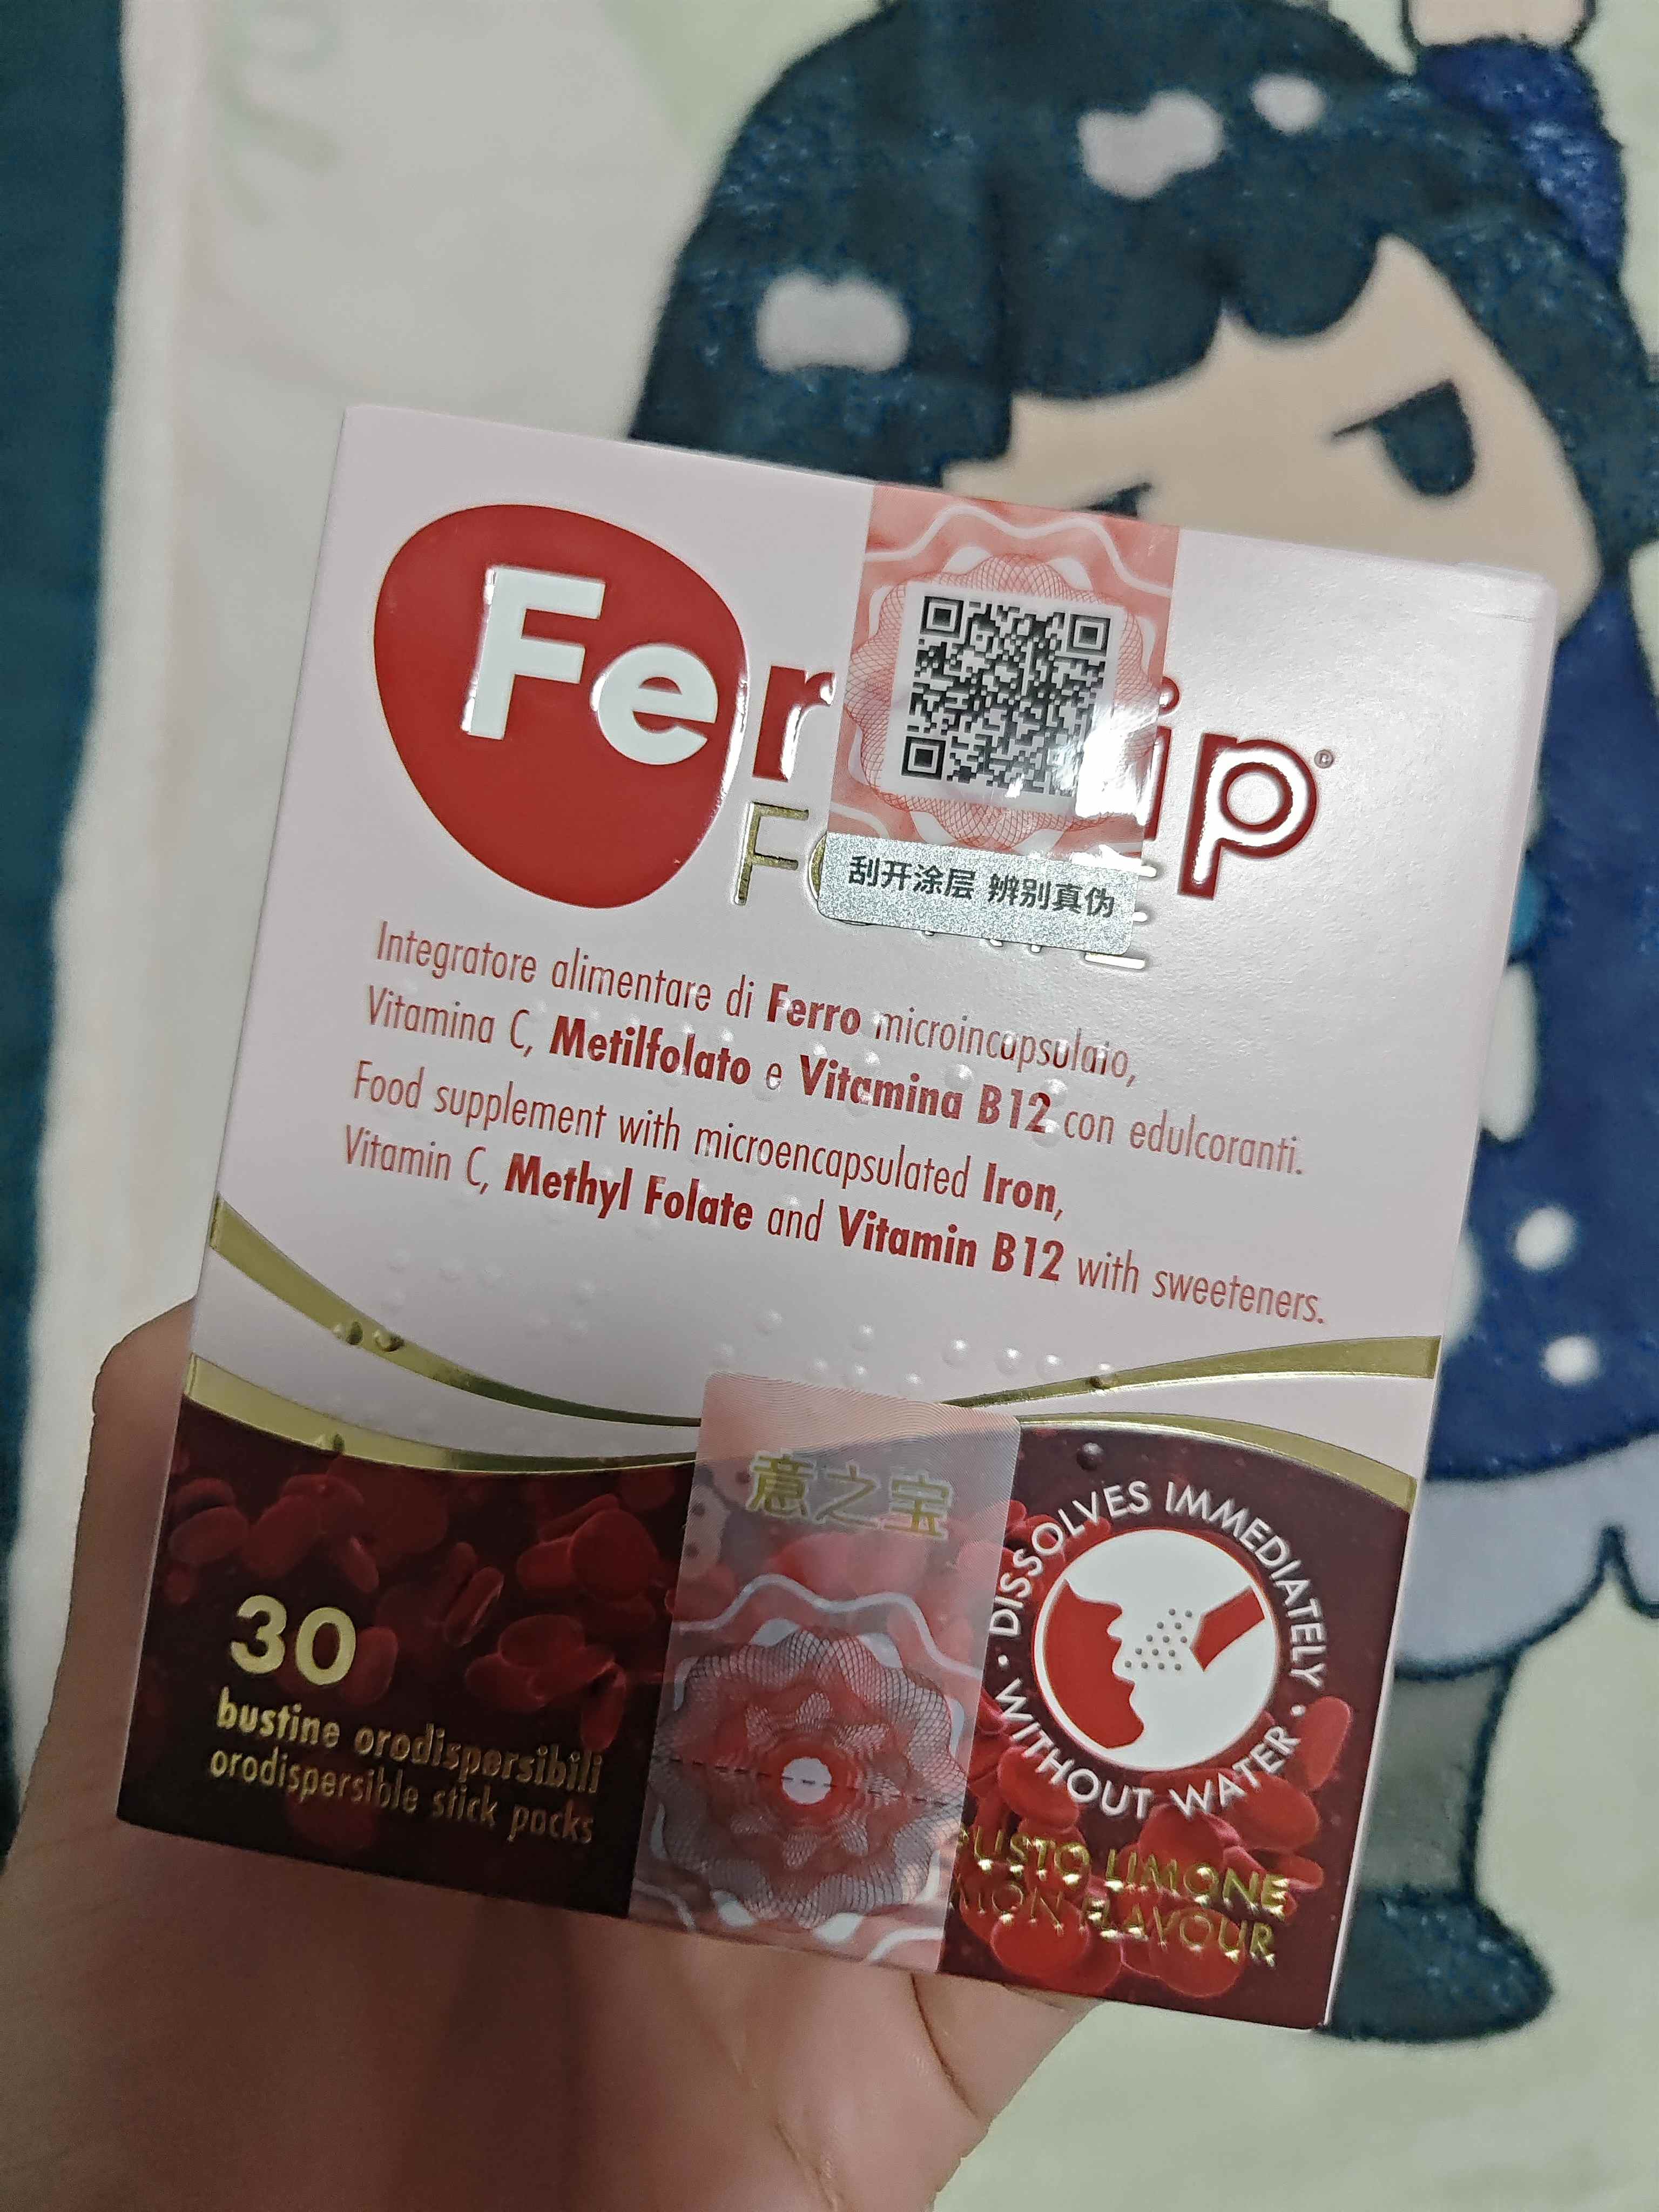 Fer ip
刮开涂层 辨别真伪
Integratore alimentare di Ferro microincapsulato,
Vitamina C, Metilfolato e Vitamina B12 con edulcoranti.
Food supplement with microencapsulated Iron,
Vitamin C, Methyl Folate and Vitamin B12 with sweeteners.
意之宝
30
bustine orodispersibili
orodispersible stick packs
• DISSOLVES IMMEDIATELY • WITHOUT WATER
LIMONE
FLAVOUR